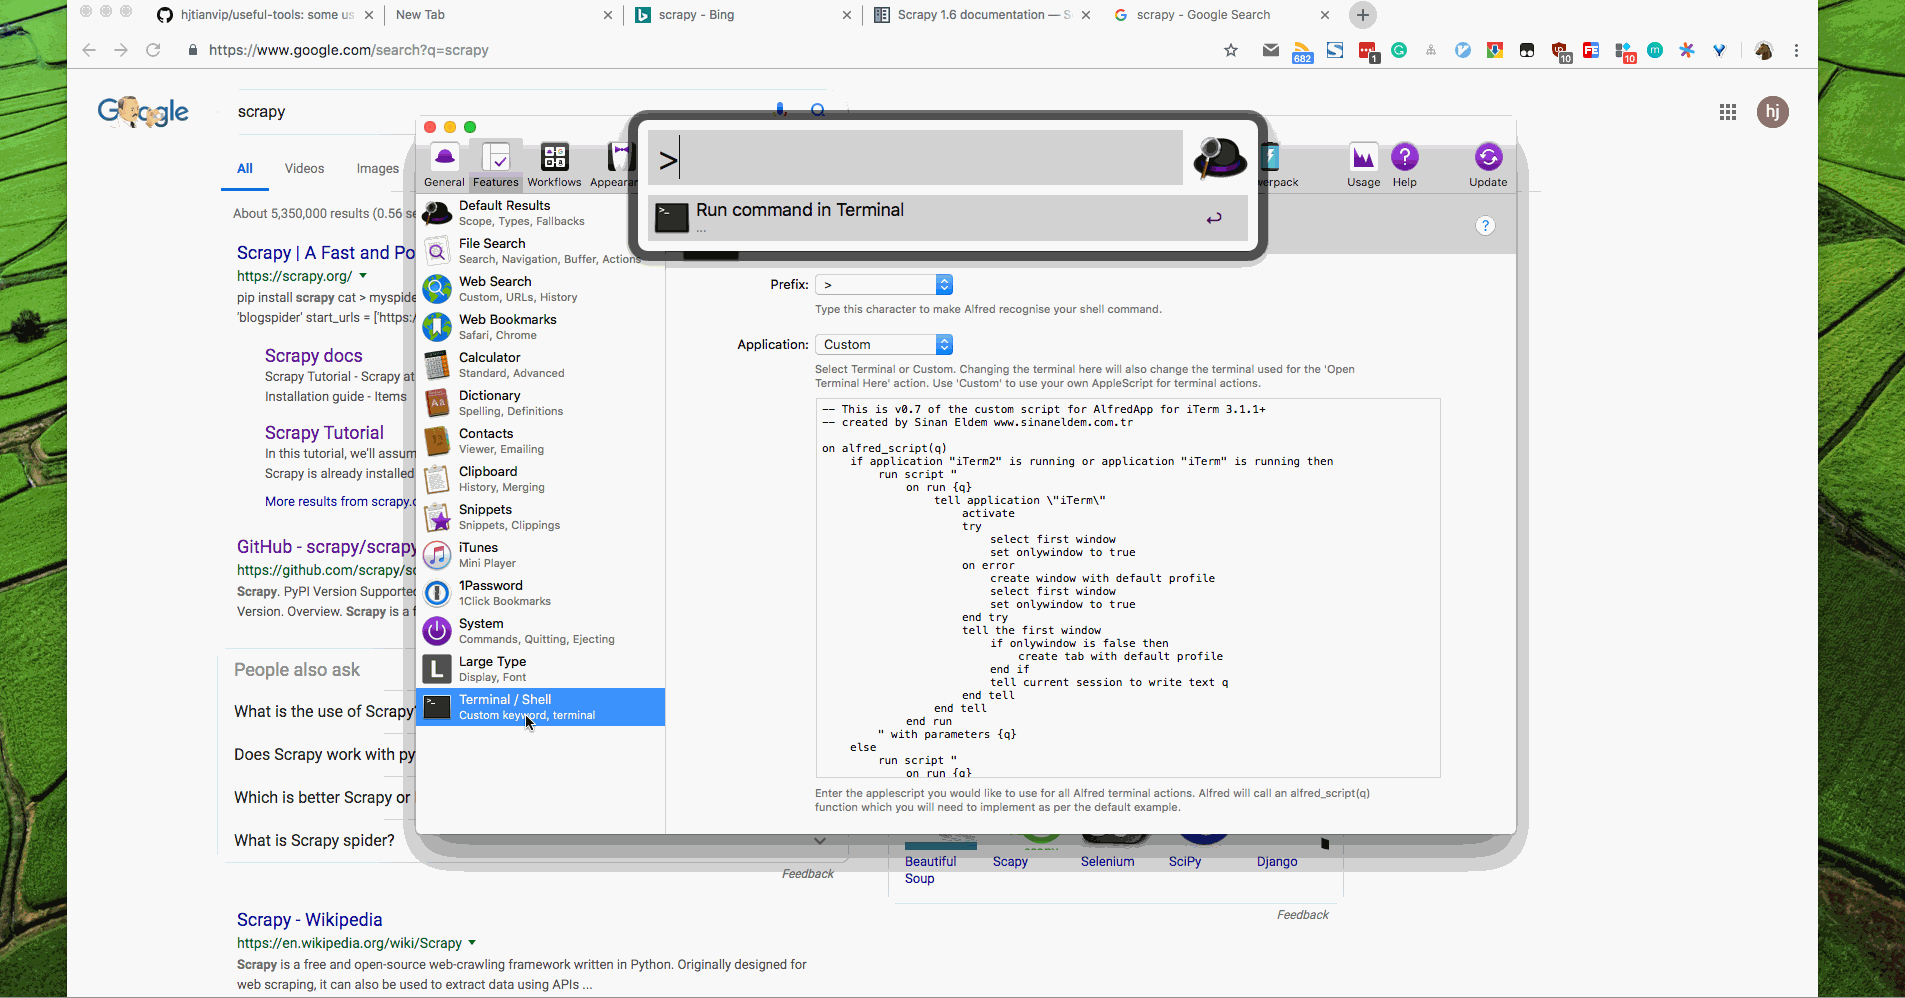 hjtianvip/useful-tools: some us
New Tab
scrapy - Bing
Scrapy 1.6 documentation — S
scrapy - Google Search
https://www.google.com/search?q=scrapy
682
1
10
FE
10
m
Google
scrapy
hj
All
Videos
Images
About 5,350,000 results (0.56 se
Scrapy | A Fast and Po
https://scrapy.org/
pip install scrapy cat > myspide
'blogspider' start_urls = ['https:/
Scrapy docs
Scrapy Tutorial - Scrapy at
Installation guide - Items
Scrapy Tutorial
In this tutorial, we'll assum
Scrapy is already installed
More results from scrapy.o
GitHub - scrapy/scrapy
https://github.com/scrapy/sc
Scrapy. PyPI Version Supported
Version. Overview. Scrapy is a f
People also ask
What is the use of Scrapy?
Does Scrapy work with py
Which is better Scrapy or
What is Scrapy spider?
Feedback
Scrapy - Wikipedia
https://en.wikipedia.org/wiki/Scrapy
Scrapy is a free and open-source web-crawling framework written in Python. Originally designed for
web scraping, it can also be used to extract data using APIs ...
General
Features
Workflows
Appearan
erpack
Usage
Help
Update
>
Run command in Terminal
...
Default Results
Scope, Types, Fallbacks
File Search
Search, Navigation, Buffer, Actions
Web Search
Custom, URLs, History
Web Bookmarks
Safari, Chrome
Calculator
Standard, Advanced
Dictionary
Spelling, Definitions
Contacts
Viewer, Emailing
Clipboard
History, Merging
Snippets
Snippets, Clippings
iTunes
Mini Player
1Password
1Click Bookmarks
System
Commands, Quitting, Ejecting
Large Type
Display, Font
Terminal / Shell
Custom keyword, terminal
?
Prefix: >
Type this character to make Alfred recognise your shell command.
Application: Custom
Select Terminal or Custom. Changing the terminal here will also change the terminal used for the 'Open
Terminal Here' action. Use 'Custom' to use your own AppleScript for terminal actions.
-- This is v0.7 of the custom script for AlfredApp for iTerm 3.1.1+
-- created by Sinan Eldem www.sinaneldem.com.tr
on alfred_script(q)
if application "iTerm2" is running or application "iTerm" is running then
run script "
on run {q}
tell application \"iTerm\"
activate
try
select first window
set onlywindow to true
on error
create window with default profile
select first window
set onlywindow to true
end try
tell the first window
if onlywindow is false then
create tab with default profile
end if
tell current session to write text q
end tell
end tell
end run
" with parameters {q}
else
run script "
on run {q}
Enter the applescript you would like to use for all Alfred terminal actions. Alfred will call an alfred_script(q)
function which you will need to implement as per the default example.
Beautiful
Soup
Scapy
Selenium
SciPy
Django
Feedback